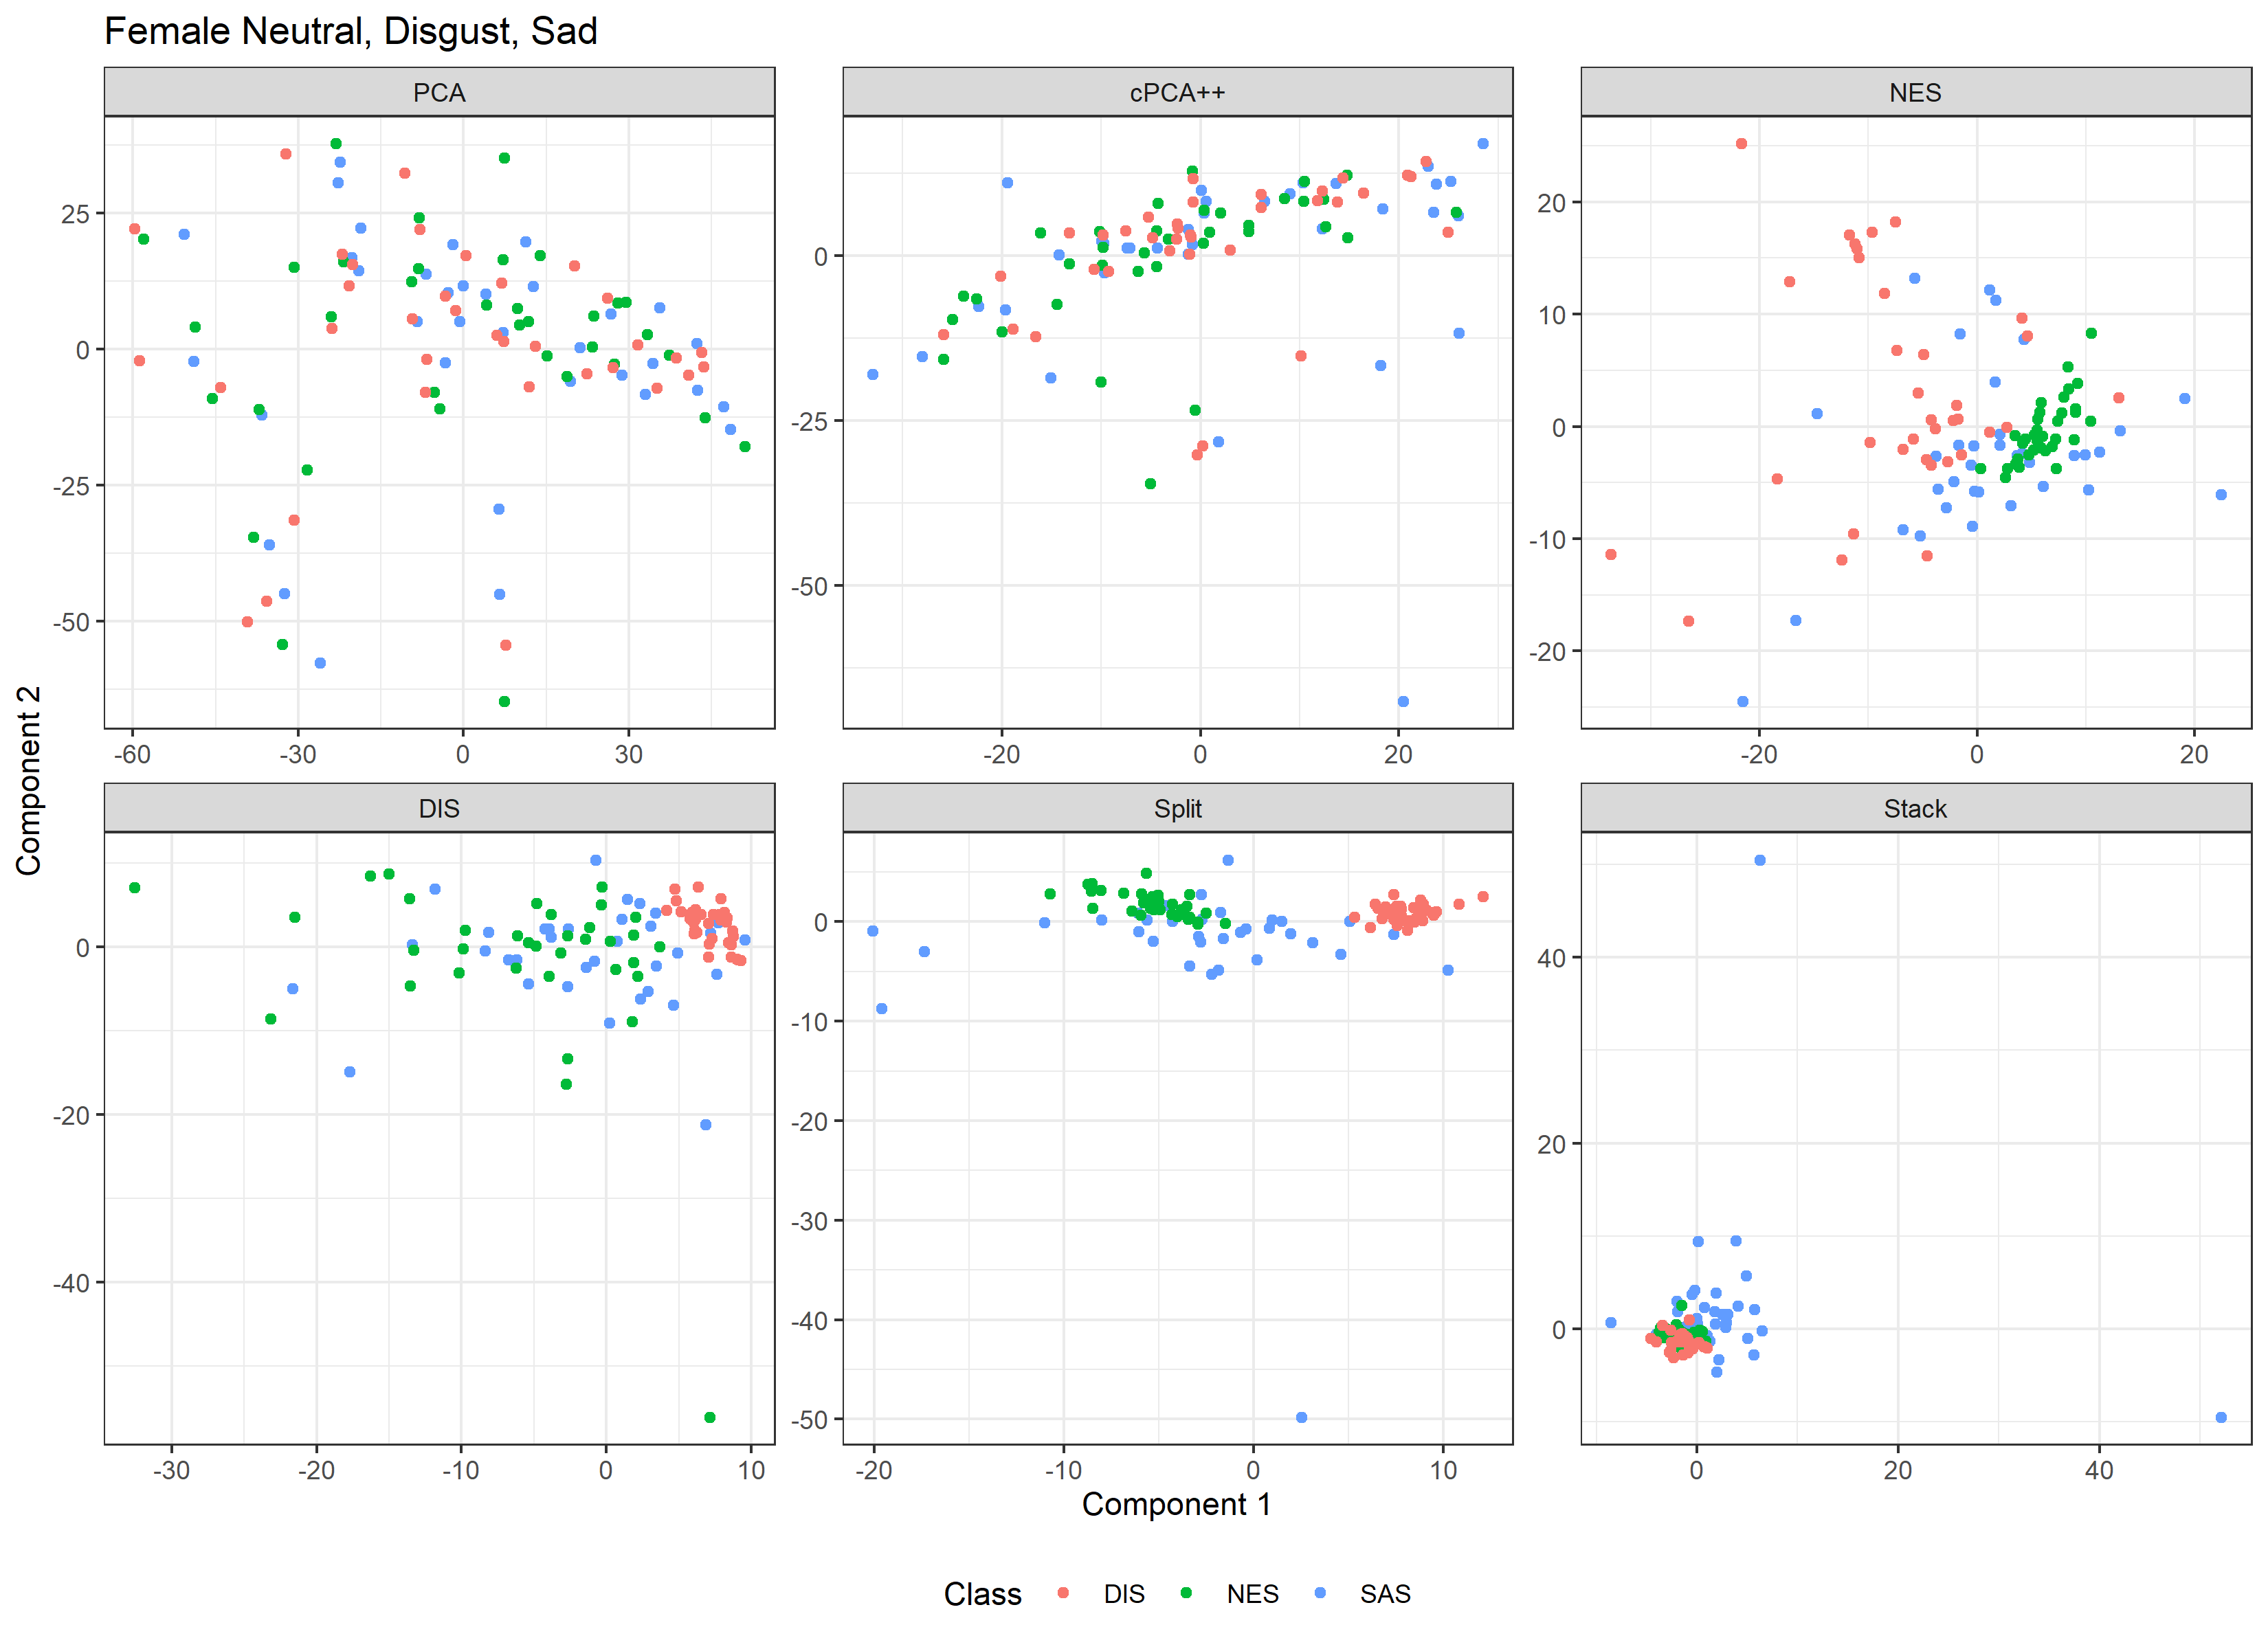 Female Neutral, Disgust, Sad
PCA
cPCA++
NES
25
0
-25
-50
-60 -30 0 30
0
-25
-50
-20 0 20
20
10
0
-10
-20
-20 0 20
Component 2
DIS
Split
Stack
0
-20
-40
-30 -20 -10 0 10
0
-10
-20
-30
-40
-50
-20 -10 0 10
40
20
0
0 20 40
Component 1
Class DIS NES SAS